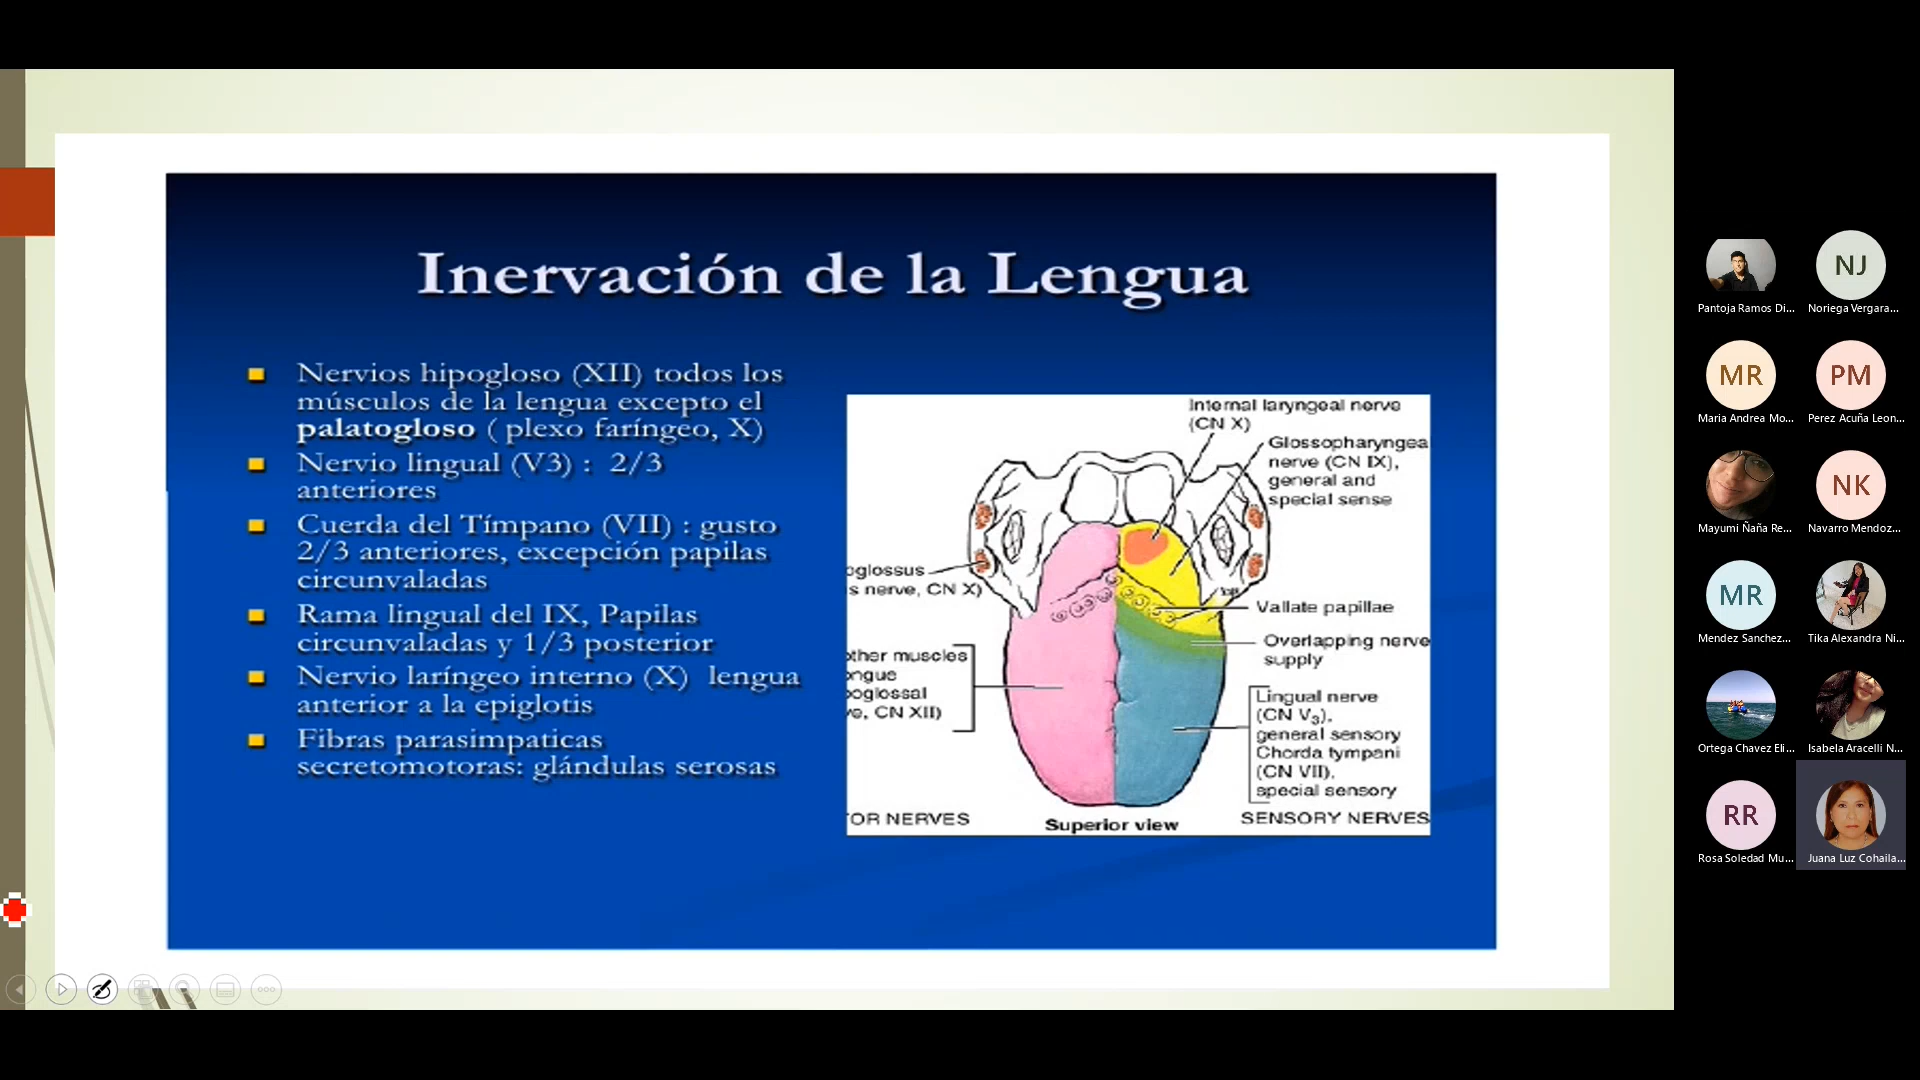 Inervación de la Lengua
Nervios hipogloso (XII) todos los
músculos de la lengua excepto el
palatogloso ( plexo faríngeo, X)
Nervio lingual (V3) : 2/3
anteriores
Cuerda del Tímpano (VII) : gusto
2/3 anteriores, excepción papilas
circunvaladas
Rama lingual del IX, Papilas
circunvaladas y 1/3 posterior
Nervio laríngeo interno (X) lengua
anterior a la epiglotis
Fibras parasimpaticas
secretomotoras: glándulas serosas
Internal laryngeal nerve
(CN X)
Glossopharyngea
nerve (CN IX),
general and
special sense
oglossus
s nerve, CN X)
Vallate papillae
Overlapping nerve
supply
other muscles
ongue
oglossal
ve, CN XII)
Lingual nerve
(CN V3),
general sensory
Chorda tympani
(CN VII),
special sensory
TOR NERVES
Superior view
SENSORY NERVES
Pantoja Ramos Di...
NJ
Noriega Vergara...
MR
Maria Andrea Mo...
PM
Perez Acuña Leon...
Mayumi Ñaña Re...
NK
Navarro Mendoz...
MR
Mendez Sanchez...
Tika Alexandra Ni...
Ortega Chavez Eli...
Isabela Aracelli N...
RR
Rosa Soledad Mu...
Juana Luz Cohaila...